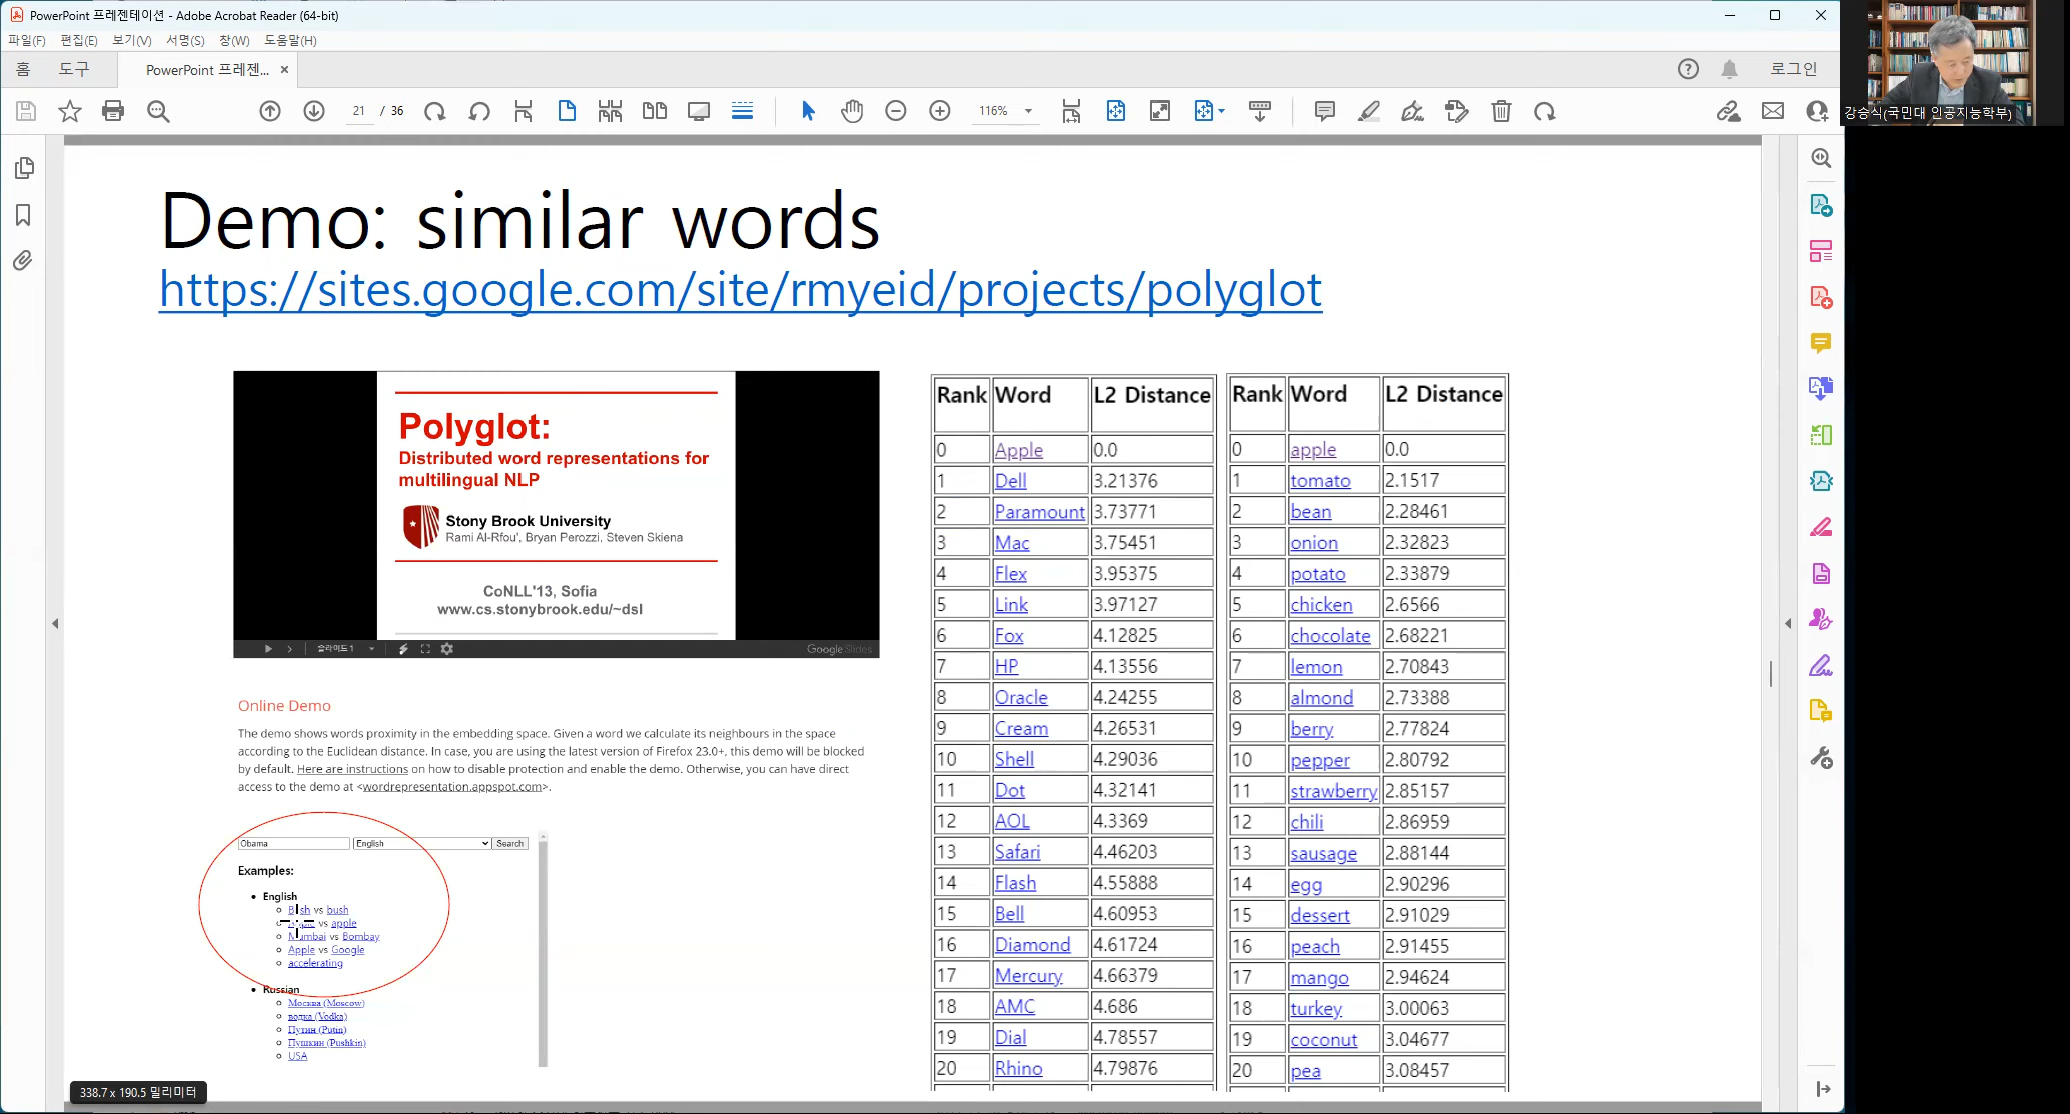 PowerPoint 프레젠테이션 - Adobe Acrobat Reader (64-bit)
파일(F) 편집(E) 보기(V) 서명(S) 창(W) 도움말(H)
홈 도구 PowerPoint 프레젠... × 로그인
21 / 36 116%
강승식(국민대 인공지능학부)
Demo: similar words
https://sites.google.com/site/rmyeid/projects/polyglot
Polyglot:
Distributed word representations for
multilingual NLP
Stony Brook University
Rami Al-Rfou', Bryan Perozzi, Steven Skiena
CoNLL'13, Sofia
www.cs.stonybrook.edu/~dsl
슬라이드 1
Google Slides
Online Demo
The demo shows words proximity in the embedding space. Given a word we calculate its neighbours in the space
according to the Euclidean distance. In case, you are using the latest version of Firefox 23.0+, this demo will be blocked
by default. Here are instructions on how to disable protection and enable the demo. Otherwise, you can have direct
access to the demo at <wordrepresentation.appspot.com>.
Obama English Search
Examples:
• English
vs bush
vs apple
Mumbai vs Bombay
Apple vs Google
accelerating
• Russian
Москва (Moscow)
водка (Vodka)
Путин (Putin)
Пушкин (Pushkin)
USA
Rank Word L2 Distance
0 Apple 0.0
1 Dell 3.21376
2 Paramount 3.73771
3 Mac 3.75451
4 Flex 3.95375
5 Link 3.97127
6 Fox 4.12825
7 HP 4.13556
8 Oracle 4.24255
9 Cream 4.26531
10 Shell 4.29036
11 Dot 4.32141
12 AOL 4.3369
13 Safari 4.46203
14 Flash 4.55888
15 Bell 4.60953
16 Diamond 4.61724
17 Mercury 4.66379
18 AMC 4.686
19 Dial 4.78557
20 Rhino 4.79876
Rank Word L2 Distance
0 apple 0.0
1 tomato 2.1517
2 bean 2.28461
3 onion 2.32823
4 potato 2.33879
5 chicken 2.6566
6 chocolate 2.68221
7 lemon 2.70843
8 almond 2.73388
9 berry 2.77824
10 pepper 2.80792
11 strawberry 2.85157
12 chili 2.86959
13 sausage 2.88144
14 egg 2.90296
15 dessert 2.91029
16 peach 2.91455
17 mango 2.94624
18 turkey 3.00063
19 coconut 3.04677
20 pea 3.08457
338.7 x 190.5 밀리미터